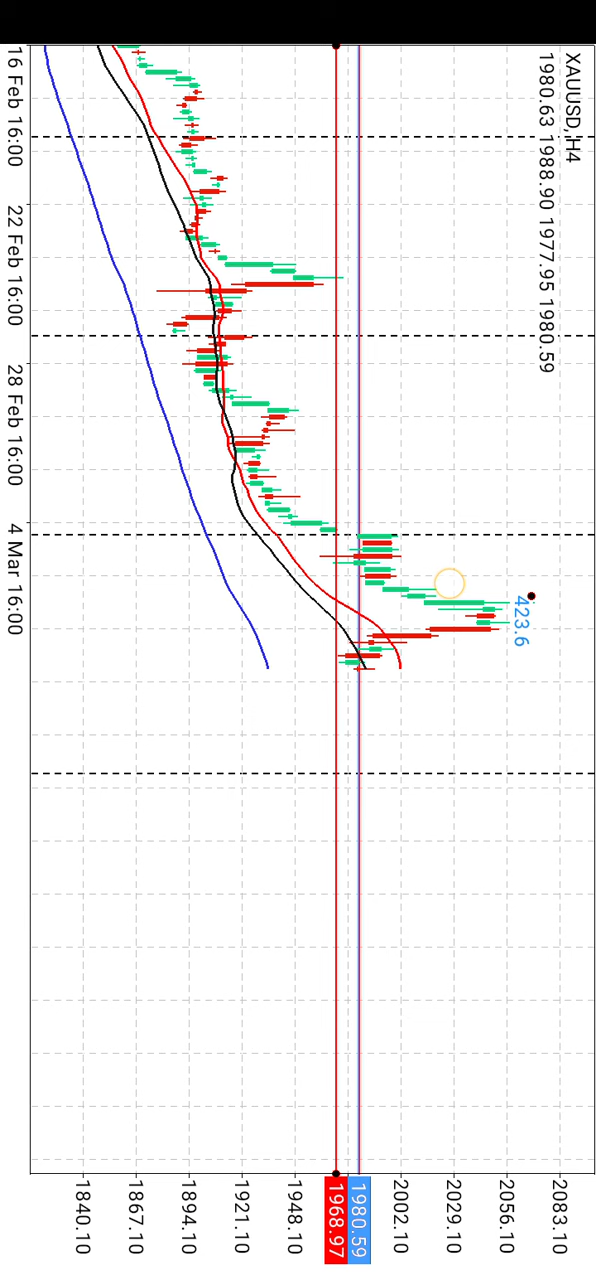 XAUUSD, H4
1980.63 1988.90 1977.95 1980.59
423.6
2083.10
2056.10
2029.10
2002.10
1980.59
1968.97
1948.10
1921.10
1894.10
1867.10
1840.10
16 Feb 16:00
22 Feb 16:00
28 Feb 16:00
4 Mar 16:00